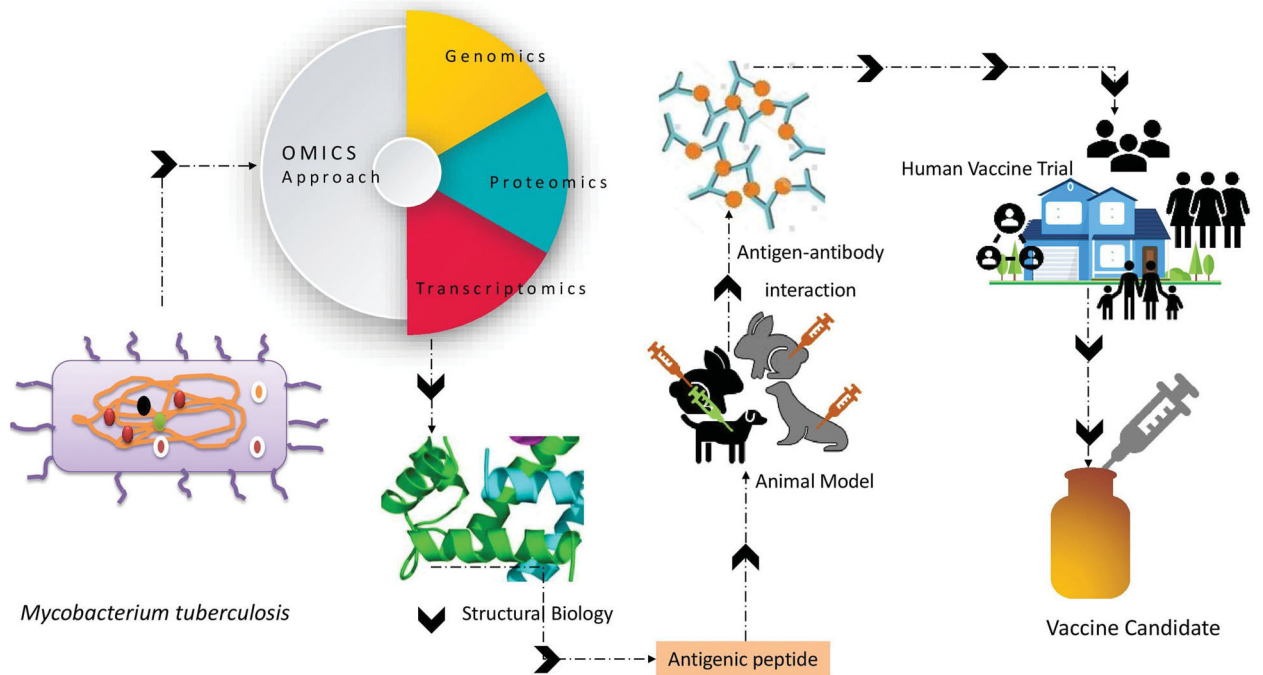 Genomics
OMICS
Approach
Proteomics
Transcriptomics
Mycobacterium tuberculosis
Structural Biology
Antigenic peptide
Animal Model
Antigen-antibody
interaction
Human Vaccine Trial
Vaccine Candidate